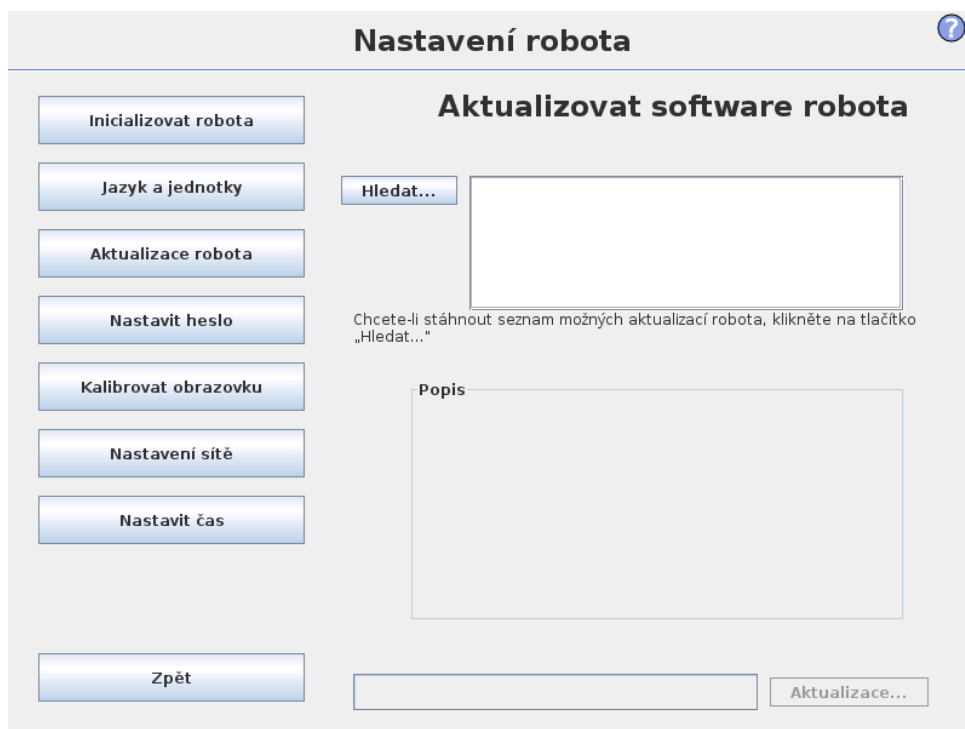 Nastavení robota
?
Inicializovat robota
Jazyk a jednotky
Aktualizace robota
Nastavit heslo
Kalibrovat obrazovku
Nastavení sítě
Nastavit čas
Zpět
Aktualizovat software robota
Hledat...
Chcete-li stáhnout seznam možných aktualizací robota, klikněte na tlačítko
„Hledat..."
Popis
Aktualizace...